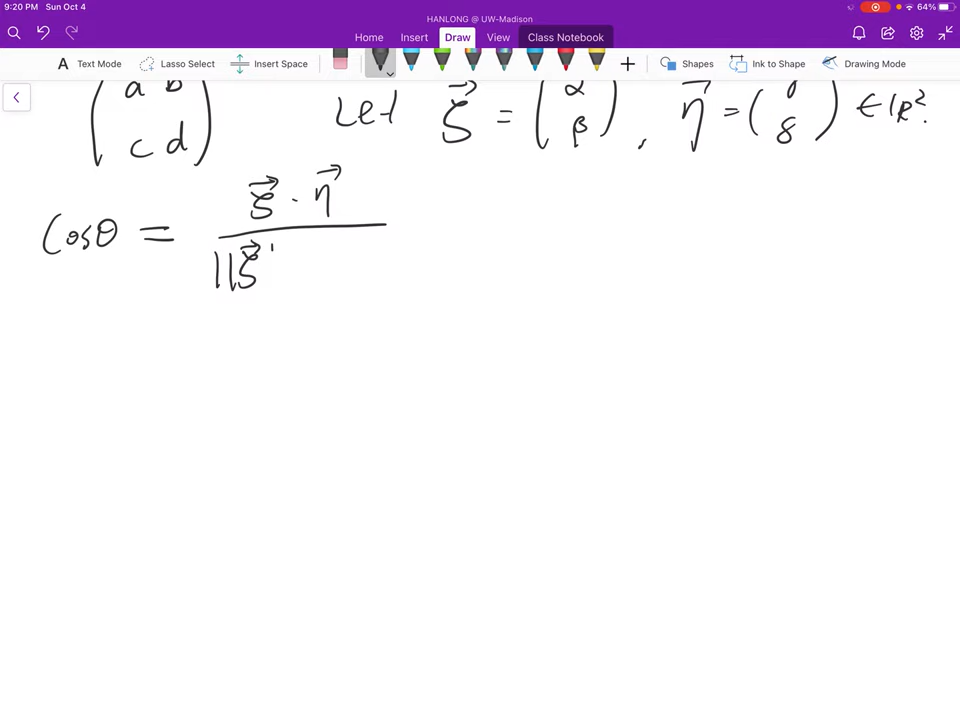 9:20 PM Sun Oct 4
64%
HANLONG @ UW-Madison
Home Insert Draw View Class Notebook
A Text Mode Lasso Select Insert Space + Shapes Ink to Shape Drawing Mode
(a b
c d) Let ξ⃗ = (α
β), η⃗ = (γ
δ) ∈ ℝ².
ξ⃗ · η⃗
cosθ =
||ξ⃗